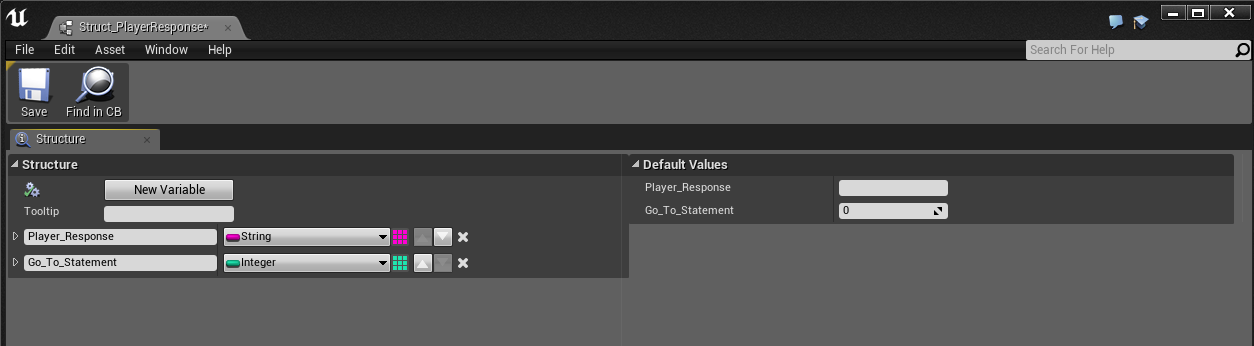 Struct_PlayerResponse*
File Edit Asset Window Help
Search For Help
Save Find in CB
Structure
Structure
New Variable
Tooltip
Player_Response String
Go_To_Statement Integer
Default Values
Player_Response
Go_To_Statement 0